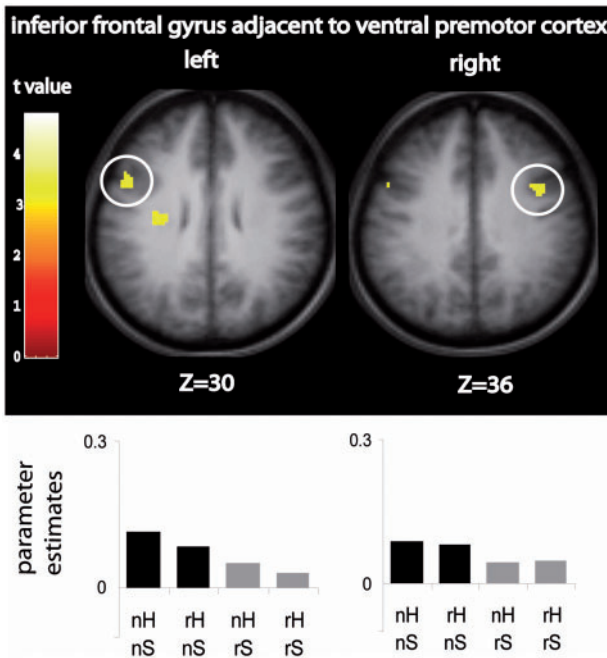 inferior frontal gyrus adjacent to ventral premotor cortex
left right
t value
4
3
2
1
0
Z=30 Z=36
parameter estimates
0.3 0.3
0 0
nH rH nH rH nH rH nH rH
nS nS rS rS nS nS rS rS